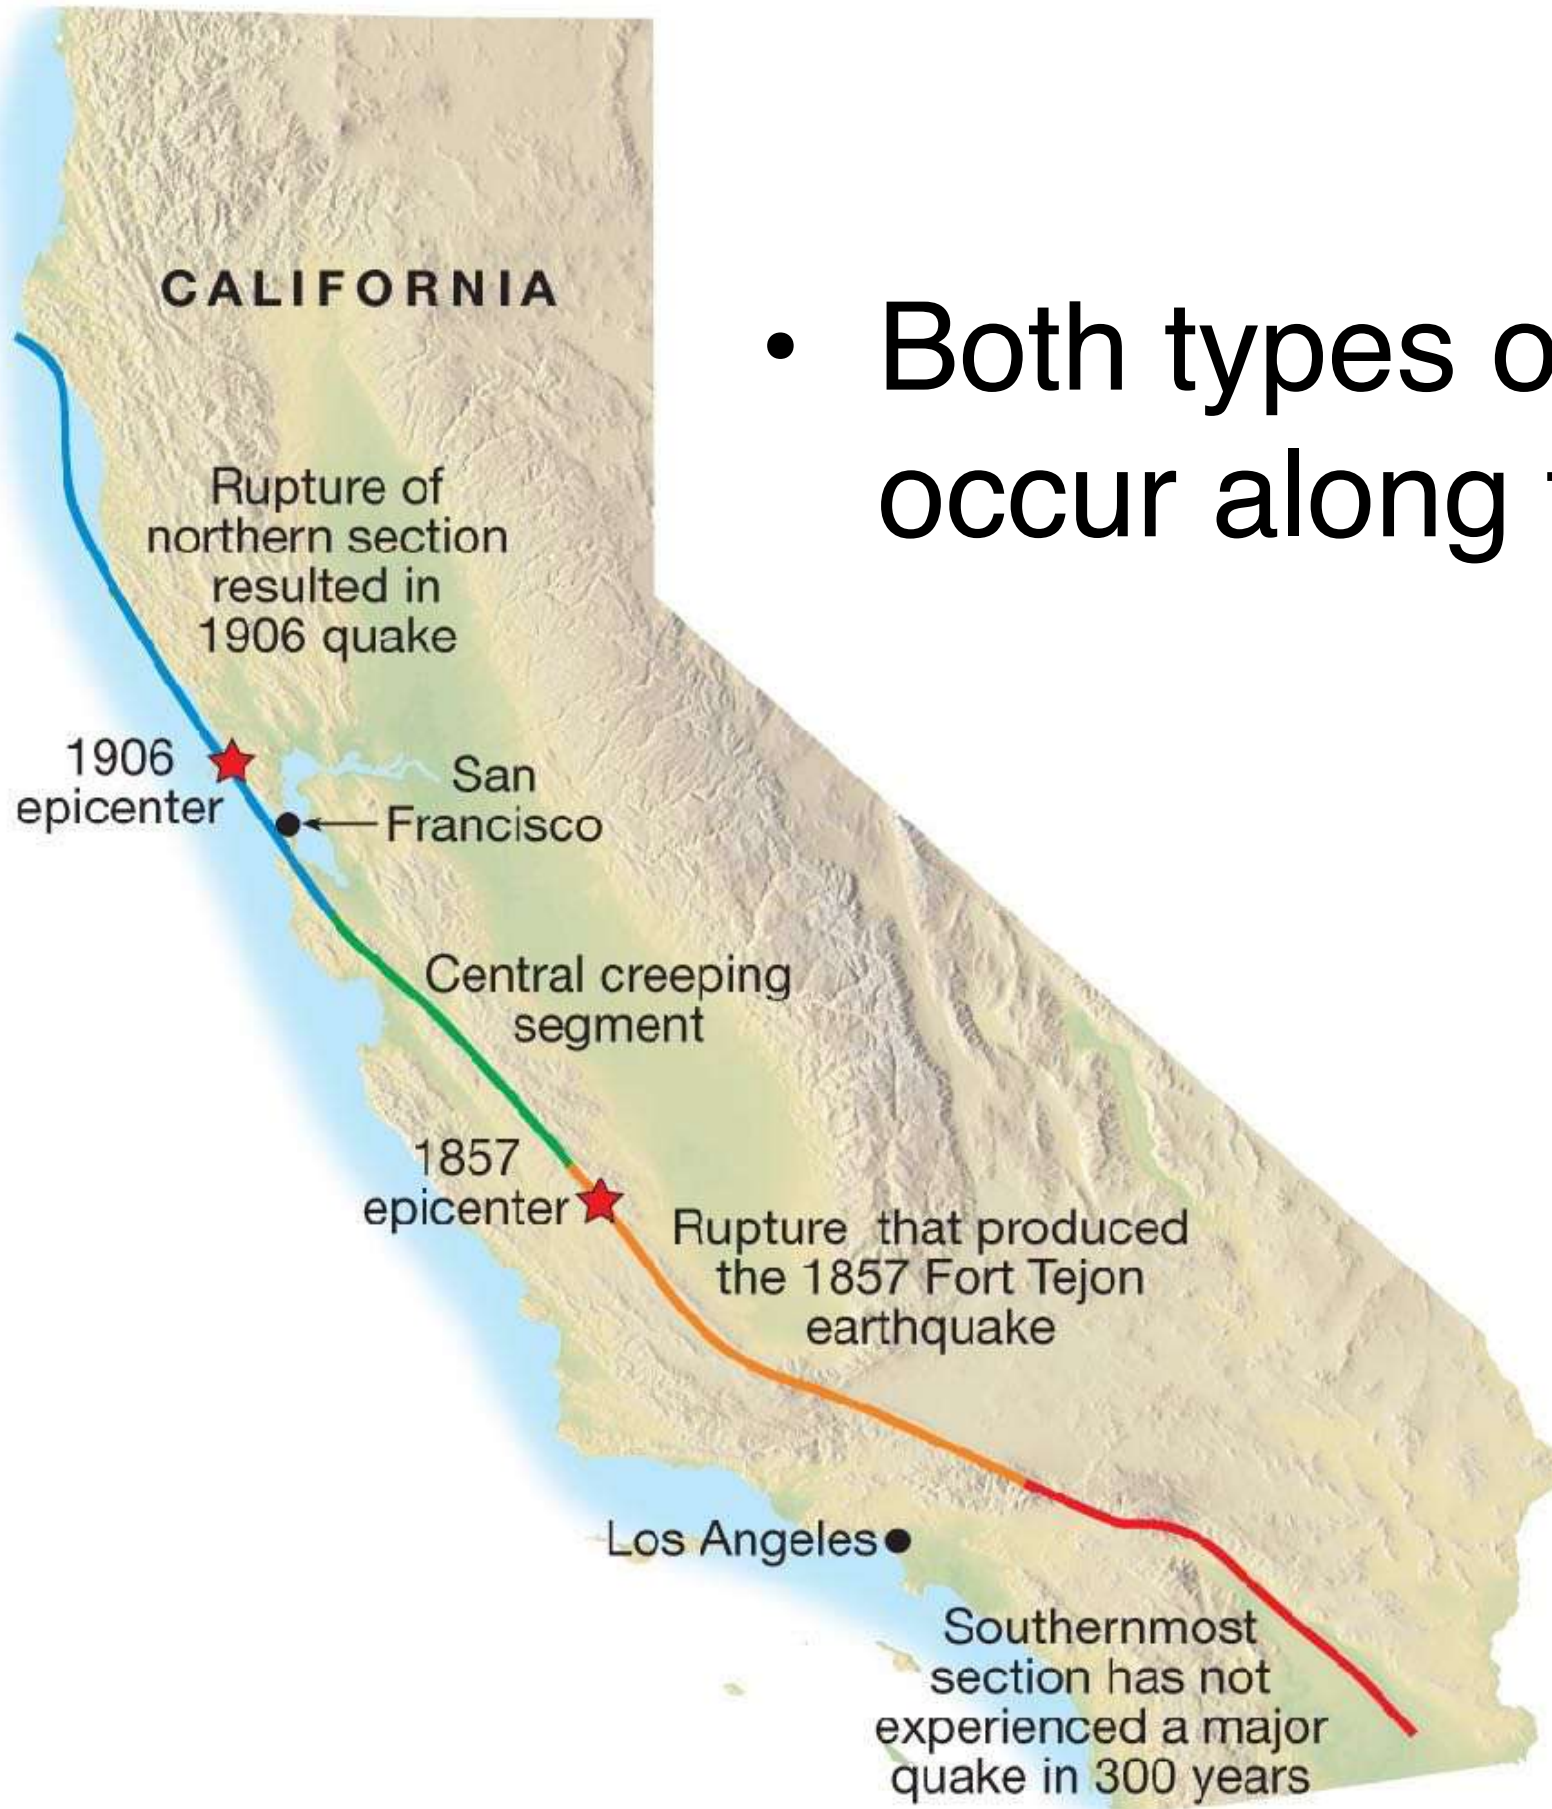 CALIFORNIA
• Both types
occur along
Rupture of
northern section
resulted in
1906 quake
1906
epicenter
San
Francisco
Central creeping
segment
1857
epicenter
Rupture that produced
the 1857 Fort Tejon
earthquake
Los Angeles
Southernmost
section has not
experienced a major
quake in 300 years